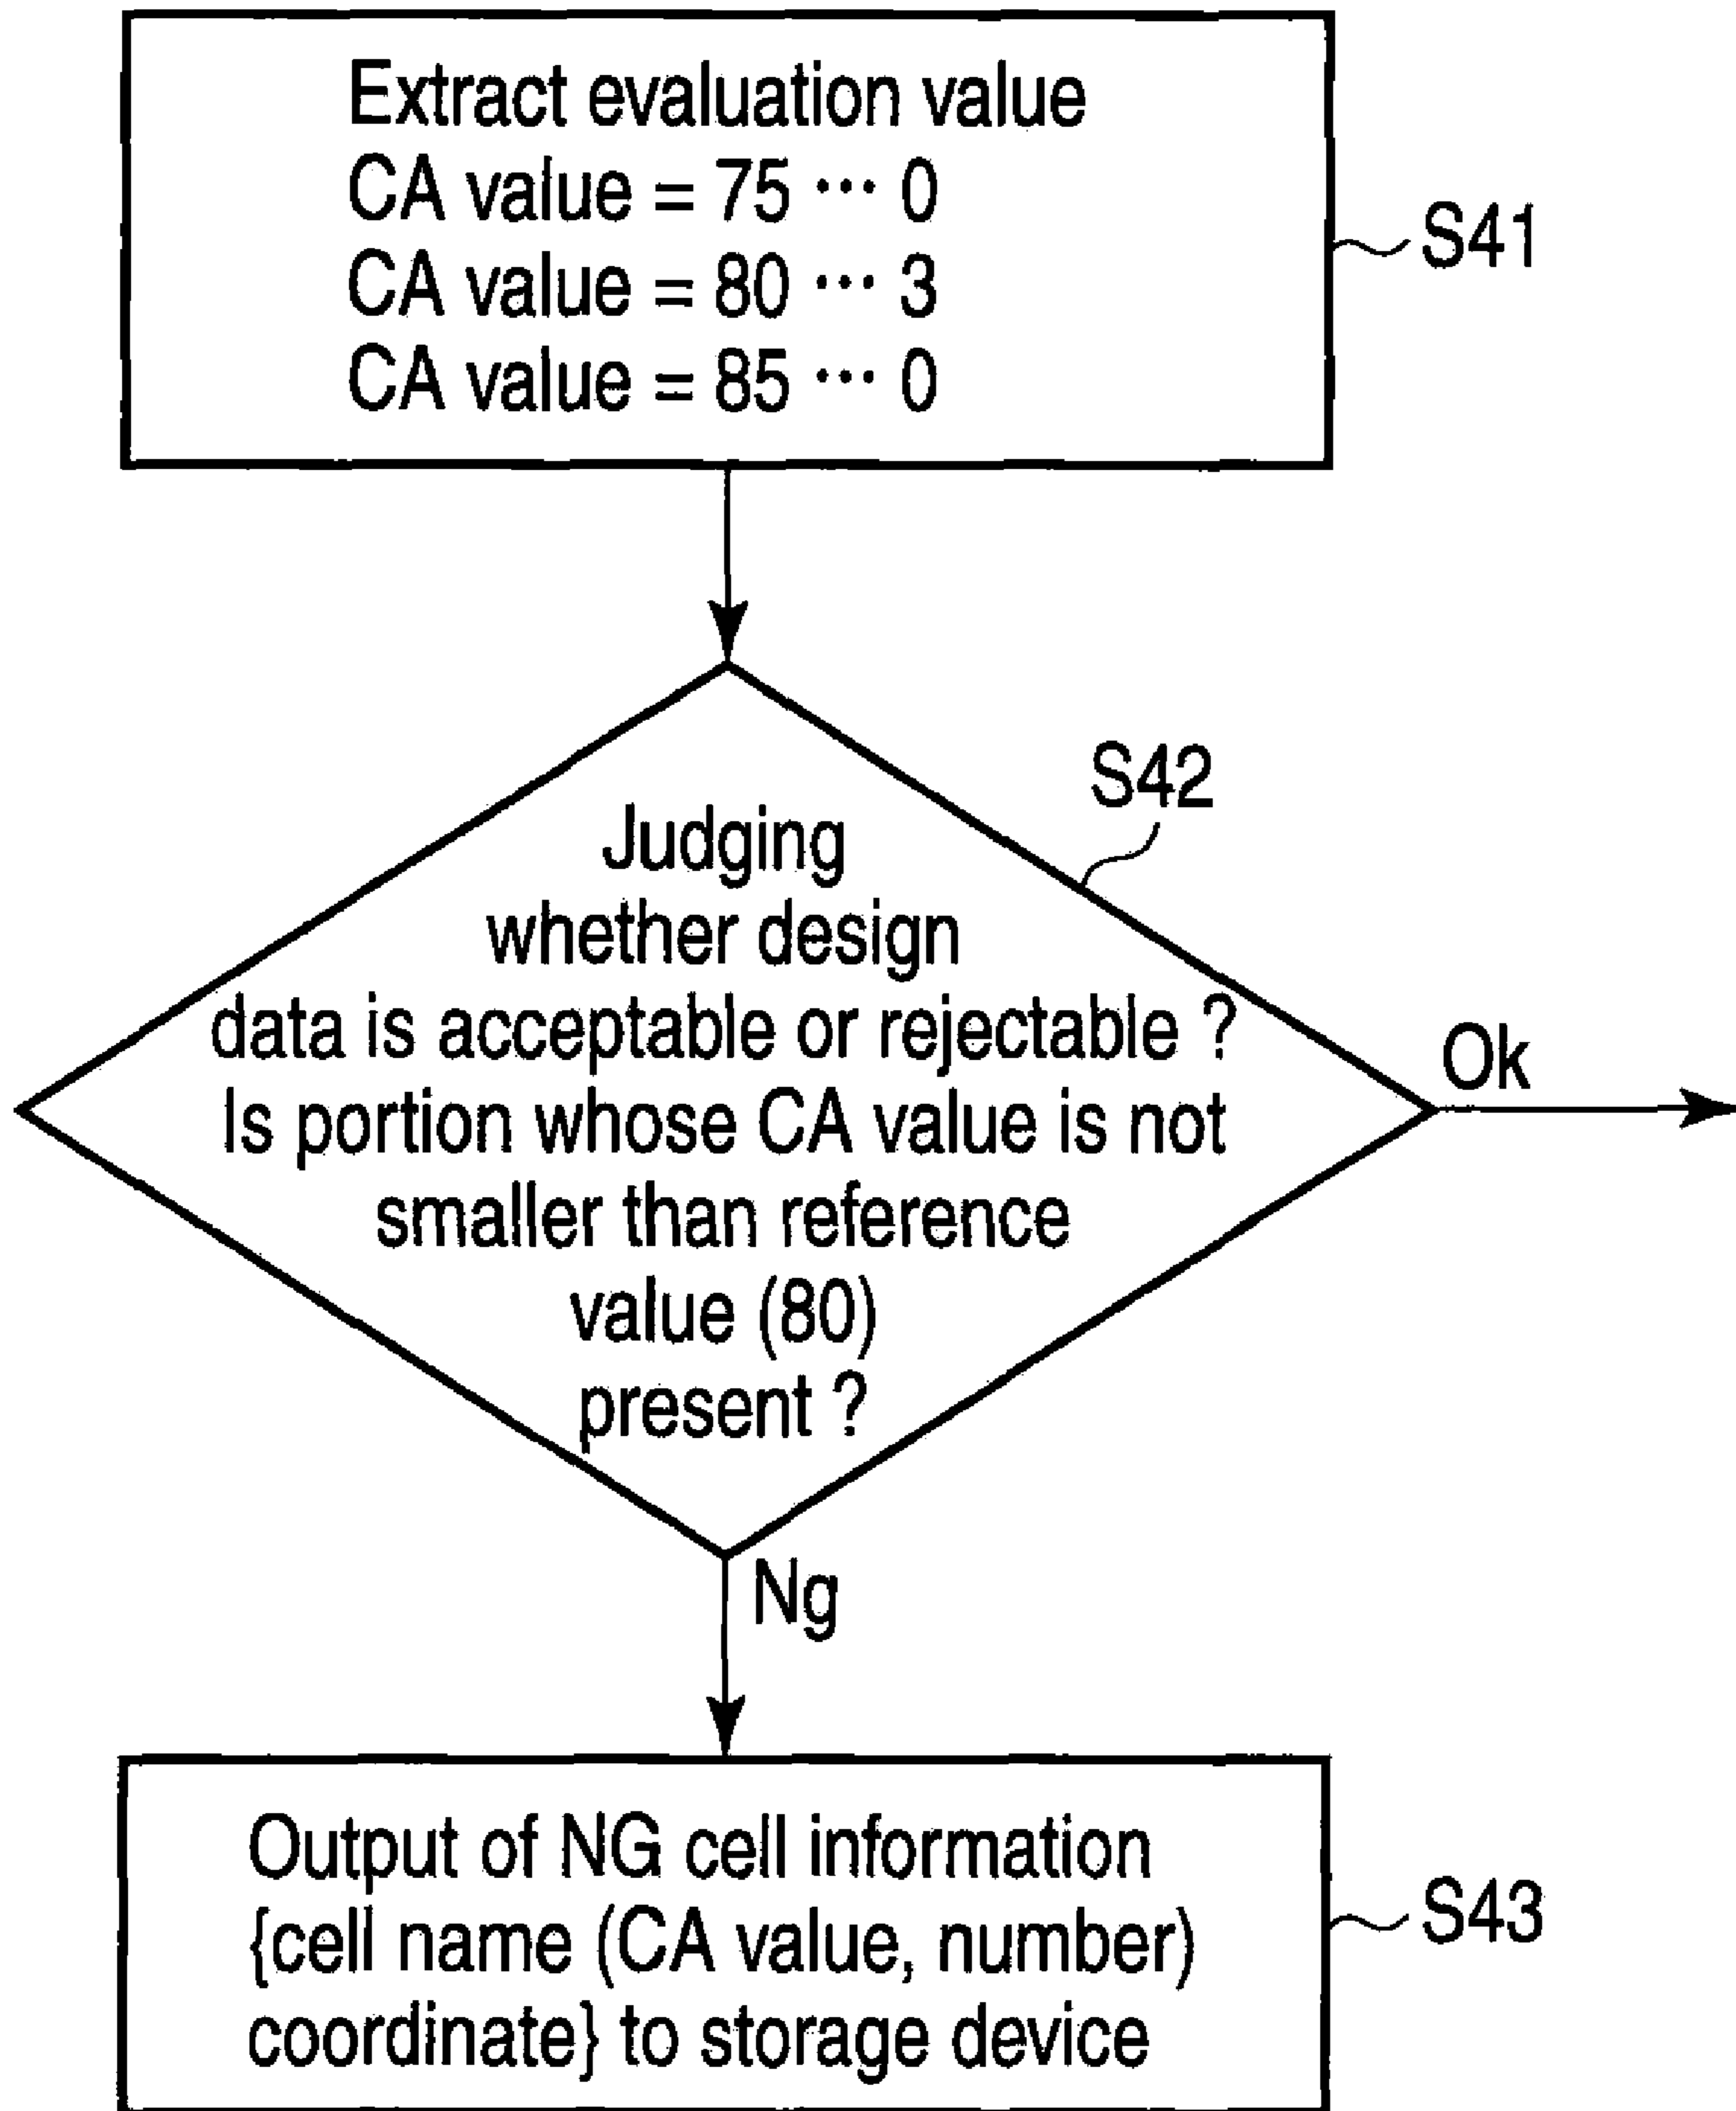 Extract evaluation value
CA value = 75 ··· 0
CA value = 80 ··· 3
CA value = 85 ··· 0
S41
S42
Judging
whether design
data is acceptable or rejectable ?
Is portion whose CA value is not
smaller than reference
value (80)
present ?
Ok
Ng
Output of NG cell information
{cell name (CA value, number)
coordinate} to storage device
S43